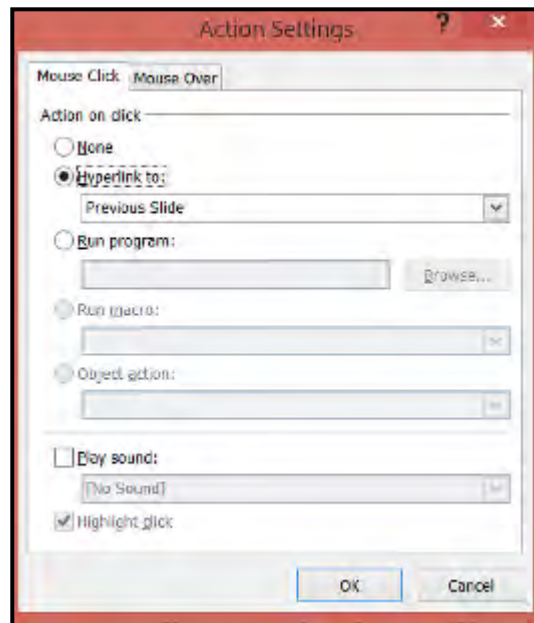 Action Settings ? ×
Mouse Click Mouse Over
Action on click
None
Hyperlink to:
Previous Slide
Run program:
Browse...
Run macro:
Object action:
Play sound:
[No Sound]
Highlight click
OK Cancel